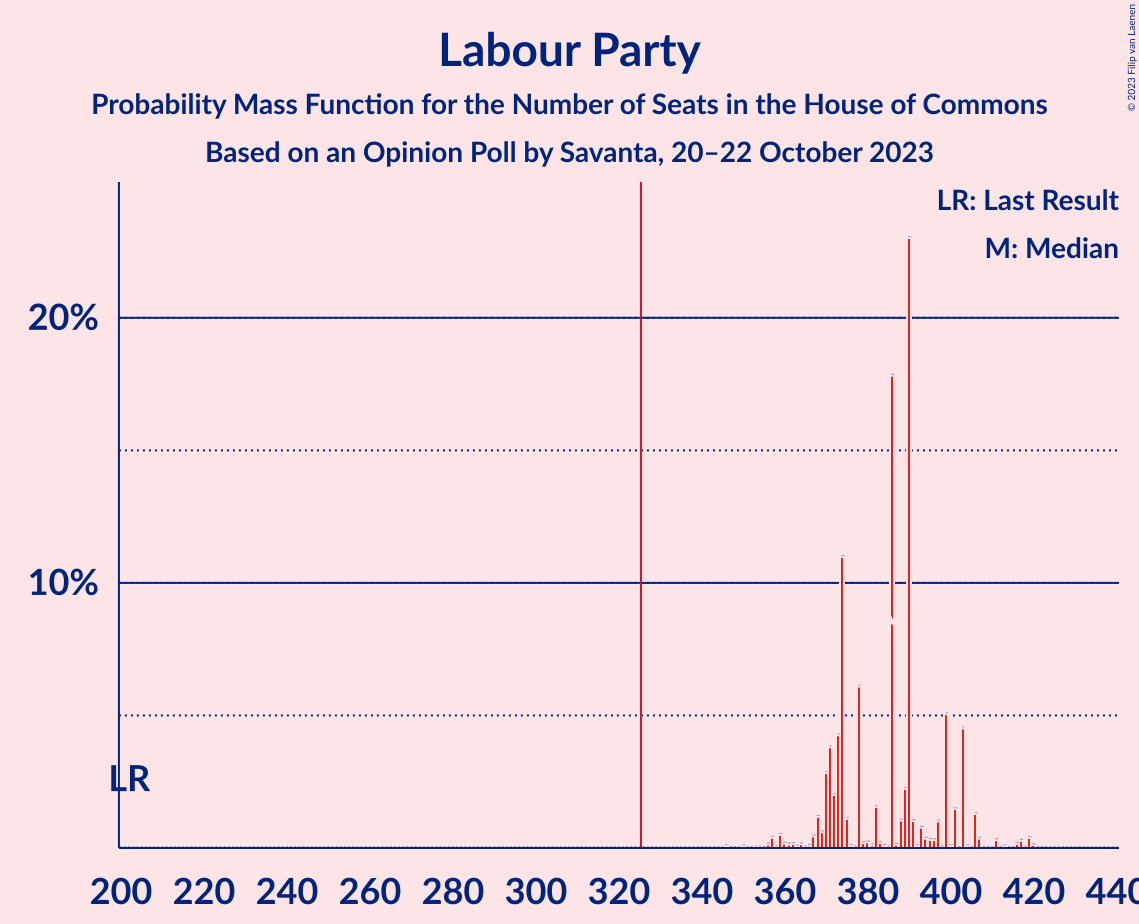 Labour Party
Probability Mass Function for the Number of Seats in the House of Commons
Based on an Opinion Poll by Savanta, 20–22 October 2023
© 2023 Filip van Laenen
LR: Last Result
M: Median
20%
10%
LR
200 220 240 260 280 300 320 340 360 380 400 420 440